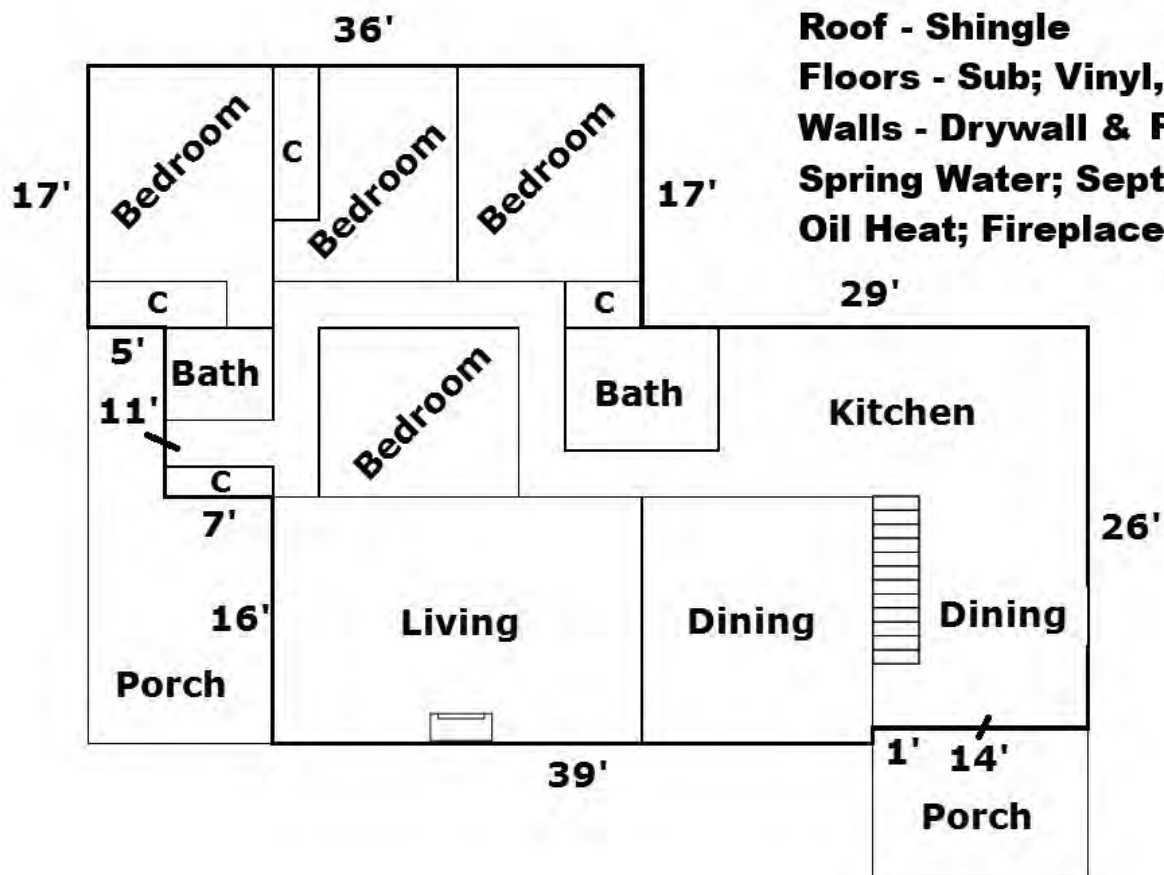 36'
Roof - Shingle
Floors - Sub; Vinyl,
Walls - Drywall &
Spring Water;
Oil Heat; Fireplace
17'
Bedroom
C
Bedroom
Bedroom
17'
C
C
29'
5'
Bath
11'
Bedroom
Bath
Kitchen
C
7'
26'
16'
Living
Dining
Dining
Porch
39'
1'
14'
Porch